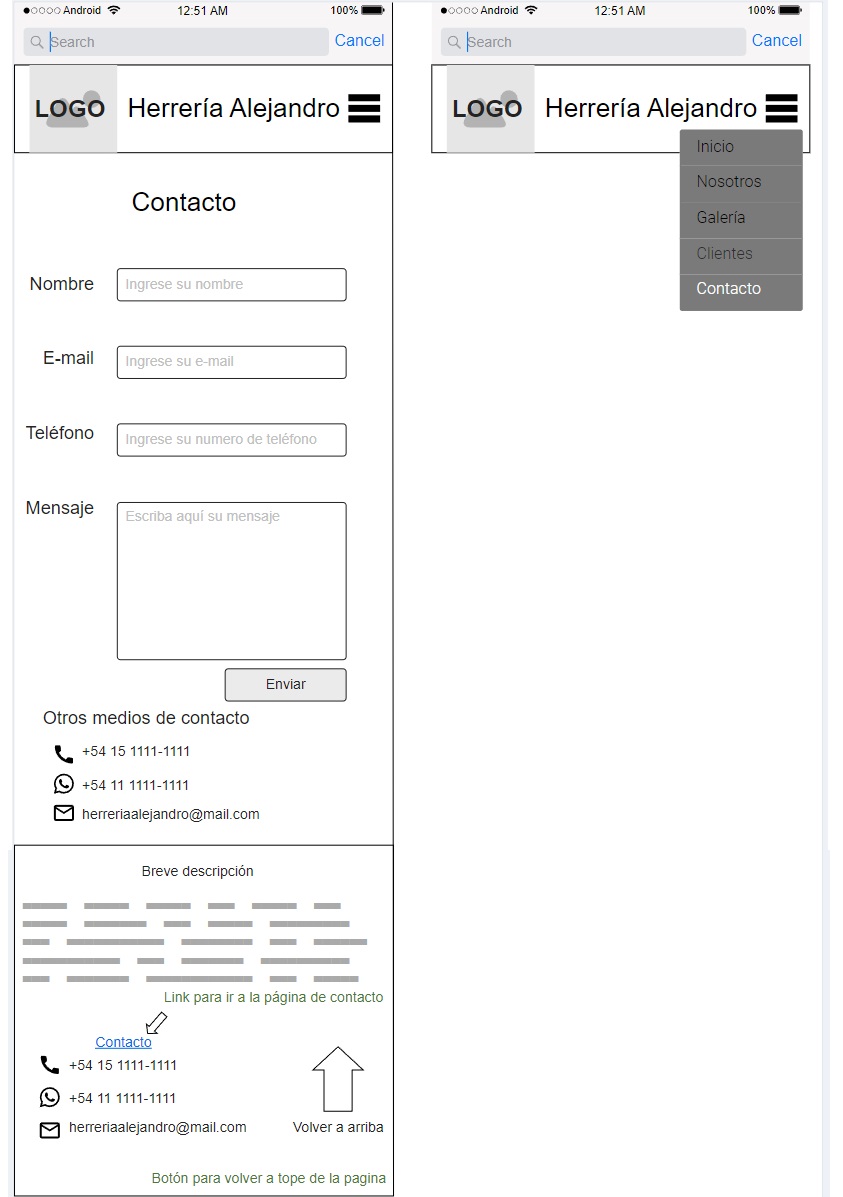 Android 12:51 AM 100%
Search Cancel
LOGO Herrería Alejandro
Contacto
Nombre Ingrese su nombre
E-mail Ingrese su e-mail
Teléfono Ingrese su numero de teléfono
Mensaje Escriba aquí su mensaje
Enviar
Otros medios de contacto
+54 15 1111-1111
+54 11 1111-1111
herreriaalejandro@mail.com
Breve descripción
Link para ir a la página de contacto
Contacto
+54 15 1111-1111
+54 11 1111-1111
herreriaalejandro@mail.com
Volver a arriba
Botón para volver a tope de la pagina
Android 12:51 AM 100%
Search Cancel
LOGO Herrería Alejandro
Inicio
Nosotros
Galería
Clientes
Contacto